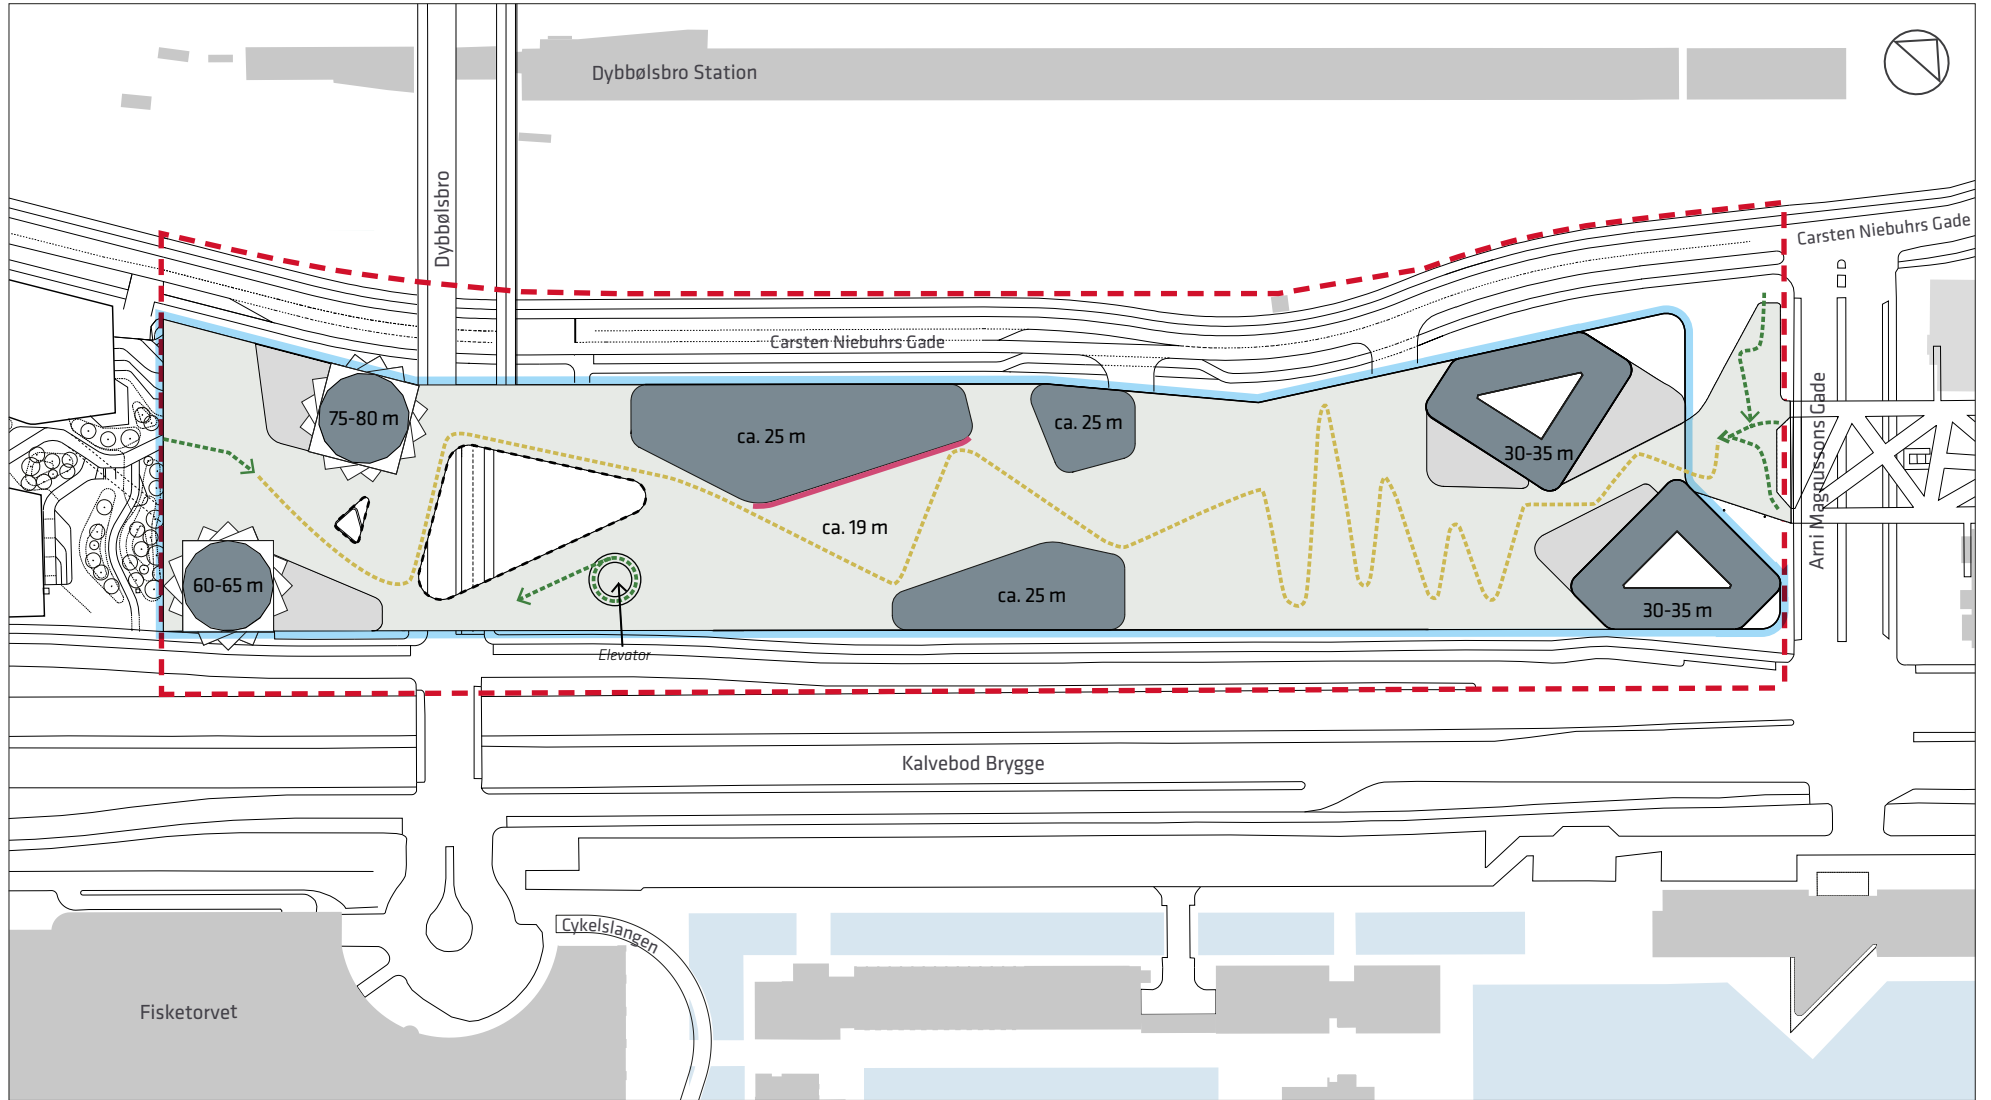 Dybbølsbro Station
Dybbølsbro
Carsten Niebuhrs Gade
Carsten Niebuhrs Gade
Arni Magnussons Gade
75-80 m
ca. 25 m
ca. 25 m
30-35 m
ca. 19 m
60-65 m
ca. 25 m
30-35 m
Elevator
Kalvebod Brygge
Cykelslangen
Fisketorvet